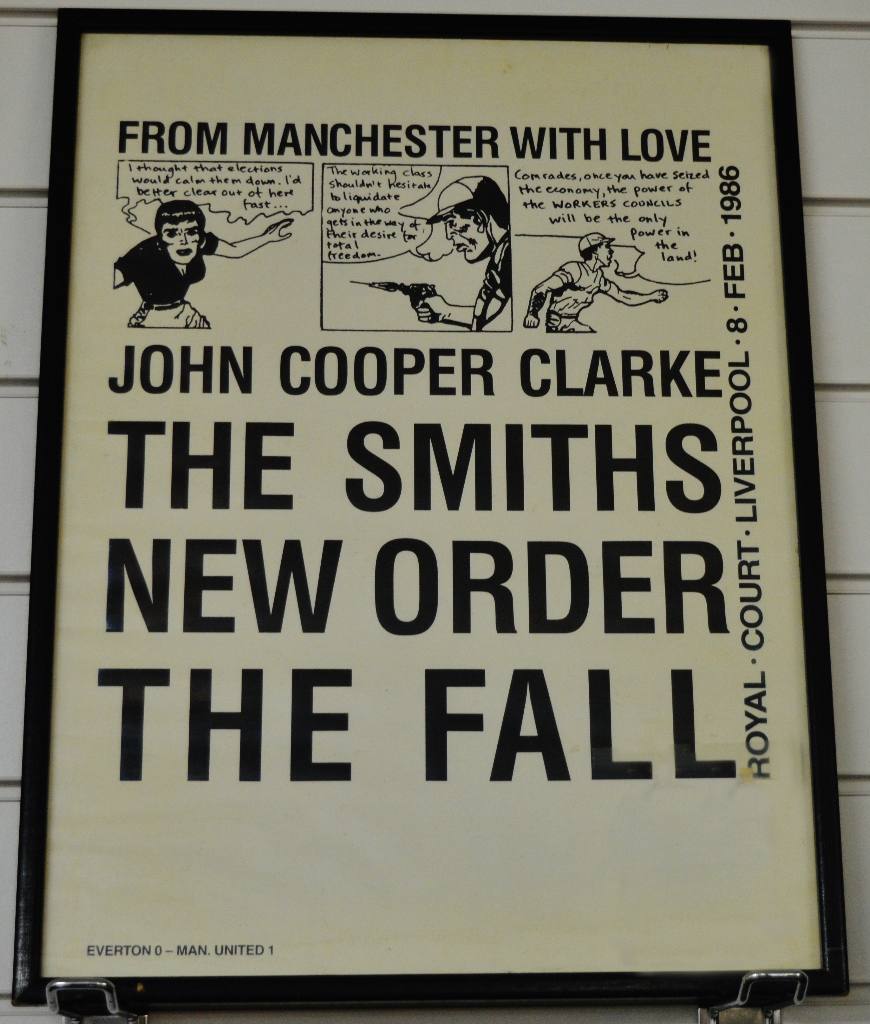 FROM MANCHESTER WITH LOVE
I thought that elections
would calm them down. I'd
better clear out of here
fast...
The working class
shouldn't hesitate
to liquidate
anyone who
gets in the way of
their desire for
total
freedom.
Comrades, once you have seized
the economy, the power of
the WORKERS COUNCILS
will be the only
power in
the
land!
JOHN COOPER CLARKE
THE SMITHS
NEW ORDER
THE FALL
ROYAL · COURT · LIVERPOOL · 8 · FEB · 1986
EVERTON 0 – MAN. UNITED 1